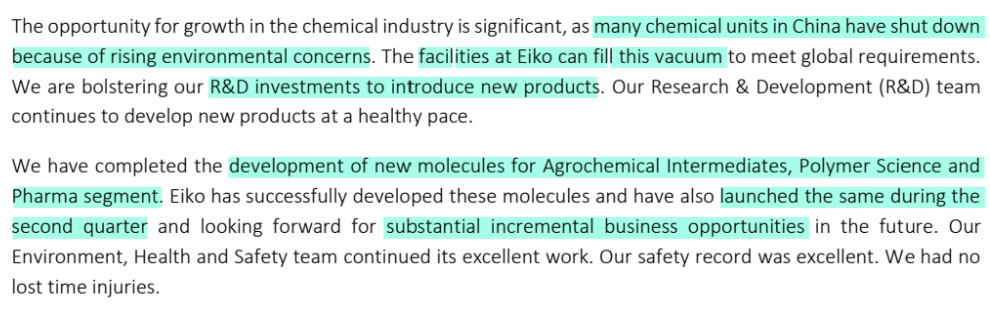 The opportunity for growth in the chemical industry is significant, as many chemical units in China have shut down
because of rising environmental concerns. The facilities at Eiko can fill this vacuum to meet global requirements.
We are bolstering our R&D investments to introduce new products. Our Research & Development (R&D) team
continues to develop new products at a healthy pace.
We have completed the development of new molecules for Agrochemical Intermediates, Polymer Science and
Pharma segment. Eiko has successfully developed these molecules and have also launched the same during the
second quarter and looking forward for substantial incremental business opportunities in the future. Our
Environment, Health and Safety team continued its excellent work. Our safety record was excellent. We had no
lost time injuries.